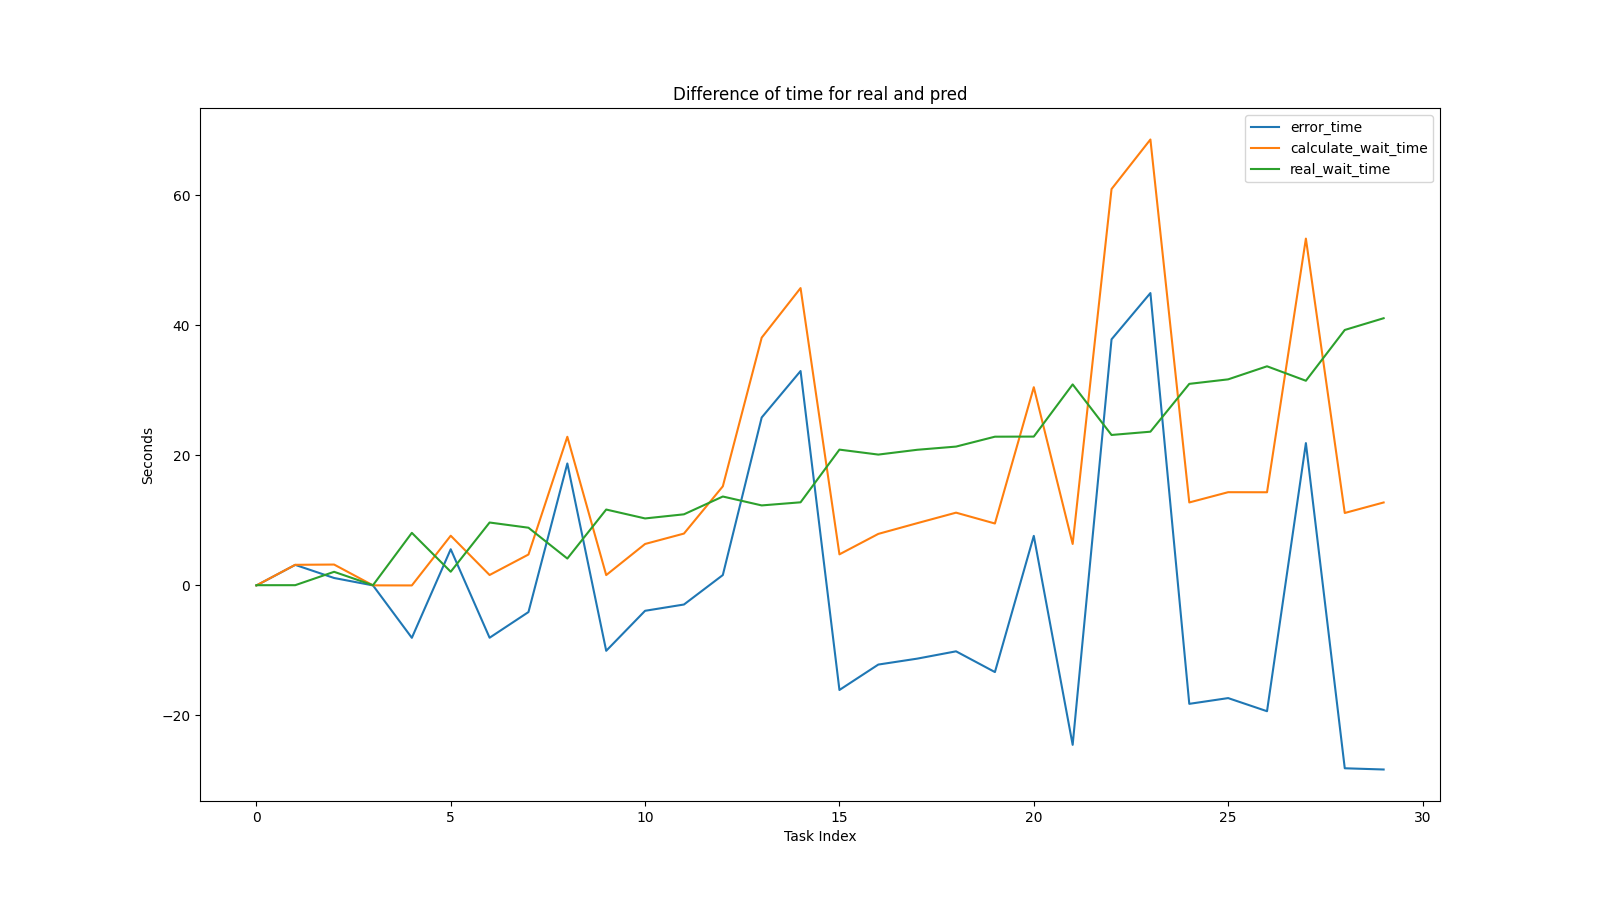 Difference of time for real and pred
error_time
calculate_wait_time
real_wait_time
Seconds
60
40
20
0
−20
0 5 10 15 20 25 30
Task Index